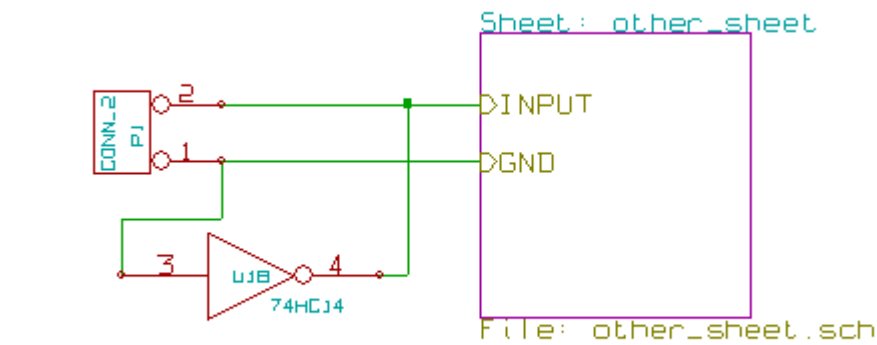 Sheet: other_sheet
CONN_2
P1
2
INPUT
1
GND
3
U1B
4
74HC14
File: other_sheet.sch